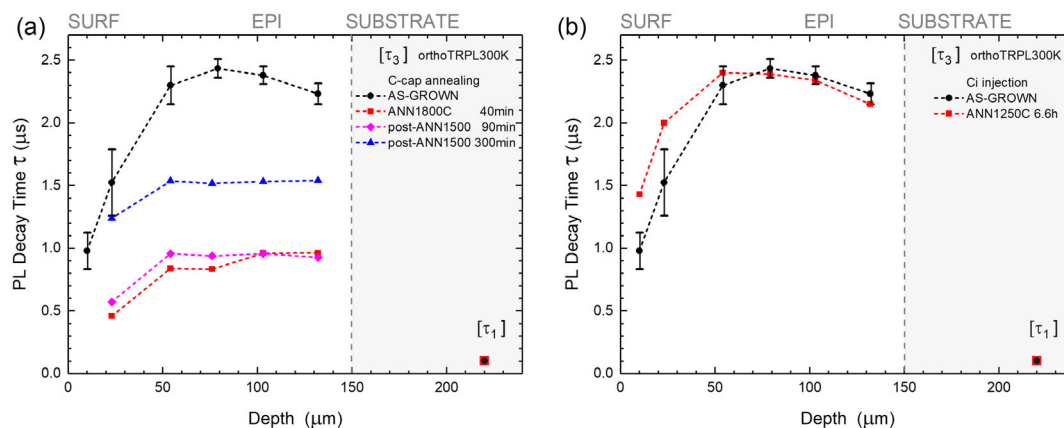 SURF EPI SUBSTRATE
(a)
[τ3] orthoTRPL300K
C-cap annealing
AS-GROWN
ANN1800C 40min
post-ANN1500 90min
post-ANN1500 300min
[τ1]
PL Decay Time τ (μs)
2.5
2.0
1.5
1.0
0.5
0.0
0 50 100 150 200
Depth (μm)
SURF EPI SUBSTRATE
(b)
[τ3] orthoTRPL300K
Ci injection
AS-GROWN
ANN1250C 6.6h
[τ1]
PL Decay Time τ (μs)
2.5
2.0
1.5
1.0
0.5
0.0
0 50 100 150 200
Depth (μm)